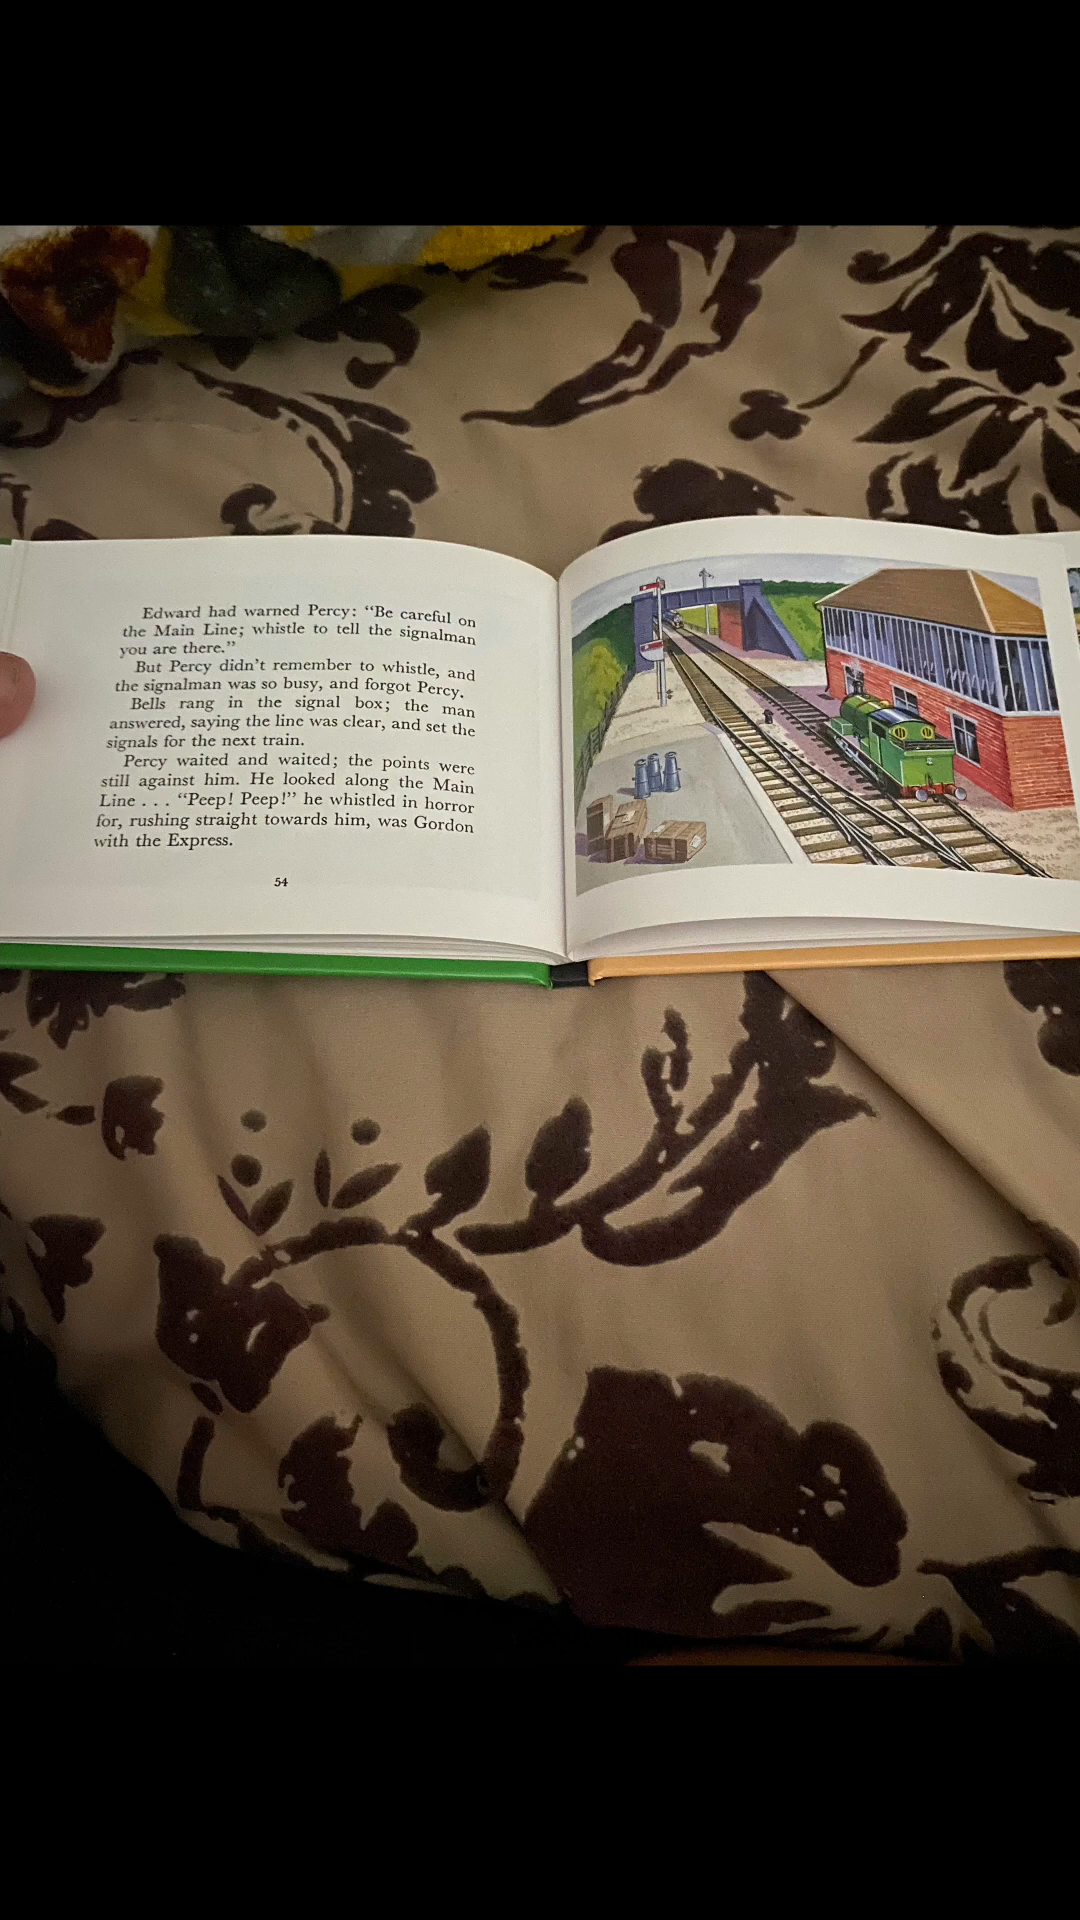 Edward had warned Percy: “Be careful on
the Main Line; whistle to tell the signalman
you are there.”
But Percy didn’t remember to whistle, and
the signalman was so busy, and forgot Percy.
Bells rang in the signal box; the man
answered, saying the line was clear, and set the
signals for the next train.
Percy waited and waited; the points were
still against him. He looked along the Main
Line . . . “Peep! Peep!” he whistled in horror
for, rushing straight towards him, was Gordon
with the Express.
54